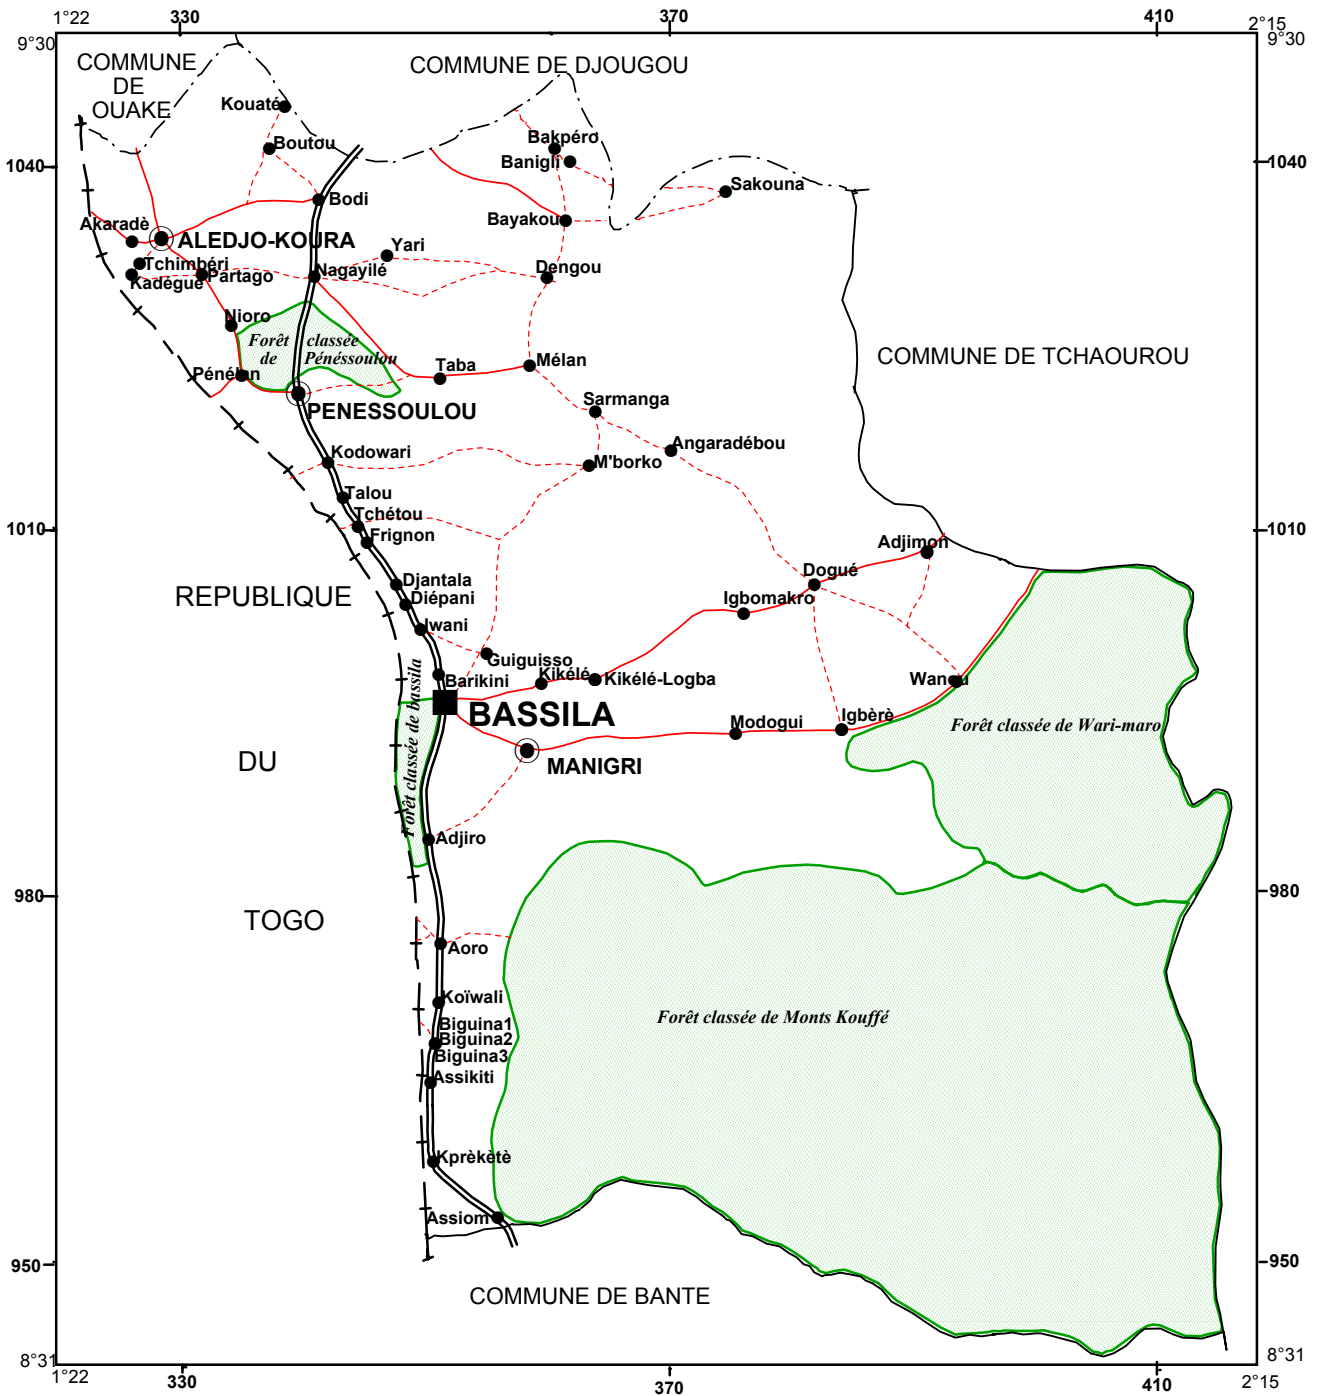 1°22
330
370
410
2°15
9°30
9°30
COMMUNE
DE
OUAKE
COMMUNE DE DJOUGOU
Kouaté
Boutou
Bakpéro
Banigli
1040
1040
Sakouna
Bodi
Akaradè
ALEDJO-KOURA
Bayakou
Yari
Tchimbéri
Kadégué
Partago
Nagayilé
Dengou
Nioro
Forêt classée
de Pénéssoulou
COMMUNE DE TCHAOUROU
Pénélan
Taba
Mélan
PENESSOULOU
Sarmanga
Angaradébou
Kodowari
M'borko
Talou
Tchétou
Frignon
1010
1010
Adjimon
Djantala
Diépani
Dogué
REPUBLIQUE
Igbomakro
Iwani
Guiguisso
Barikini
Kikélé
Kikélé-Logba
Forêt classée de bassila
BASSILA
Modogui
Igbèrè
Forêt classée de Wari-maro
DU
MANIGRI
Adjiro
980
980
TOGO
Aoro
Koïwali
Forêt classée de Monts Kouffé
Biguina1
Biguina2
Biguina3
Assikiti
Kprèkètè
Assiom
950
950
COMMUNE DE BANTE
8°31
8°31
1°22
330
370
410
2°15